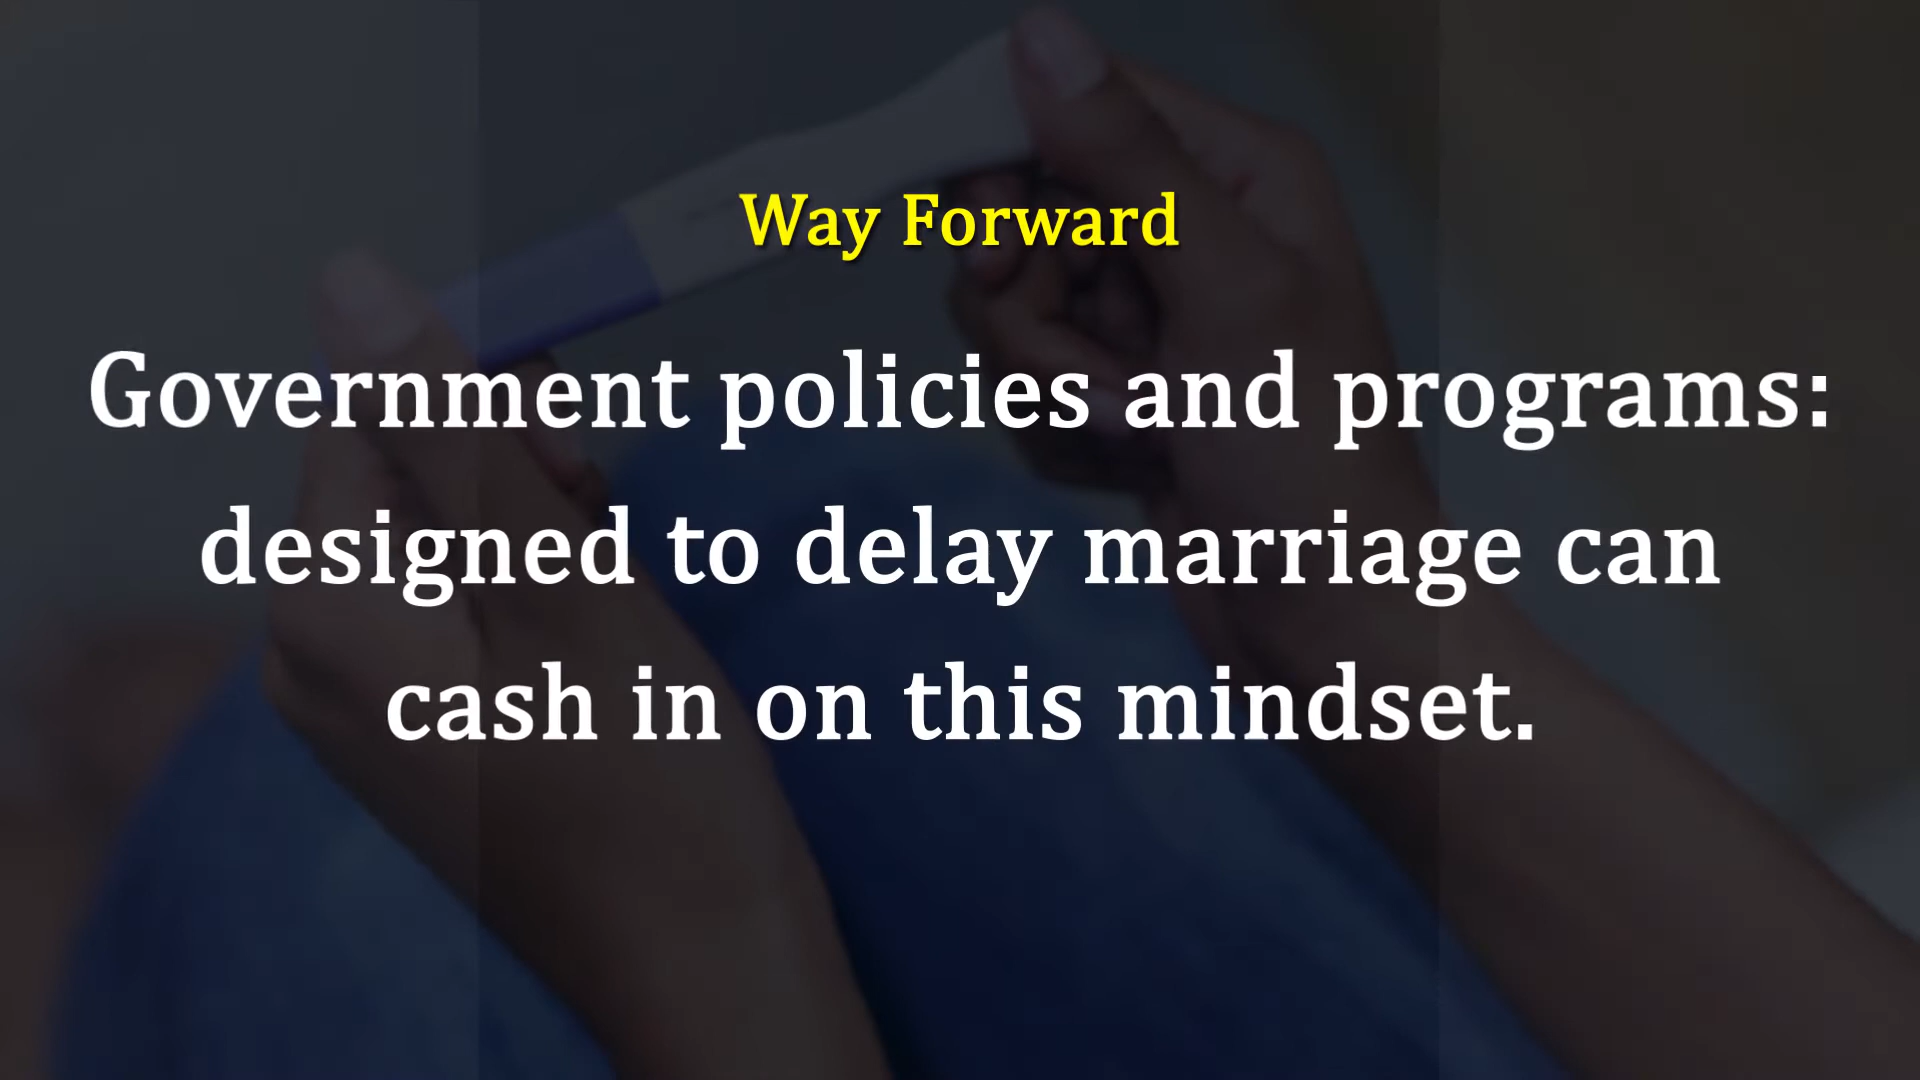 Way Forward
Government policies and programs:
designed to delay marriage can
cash in on this mindset.